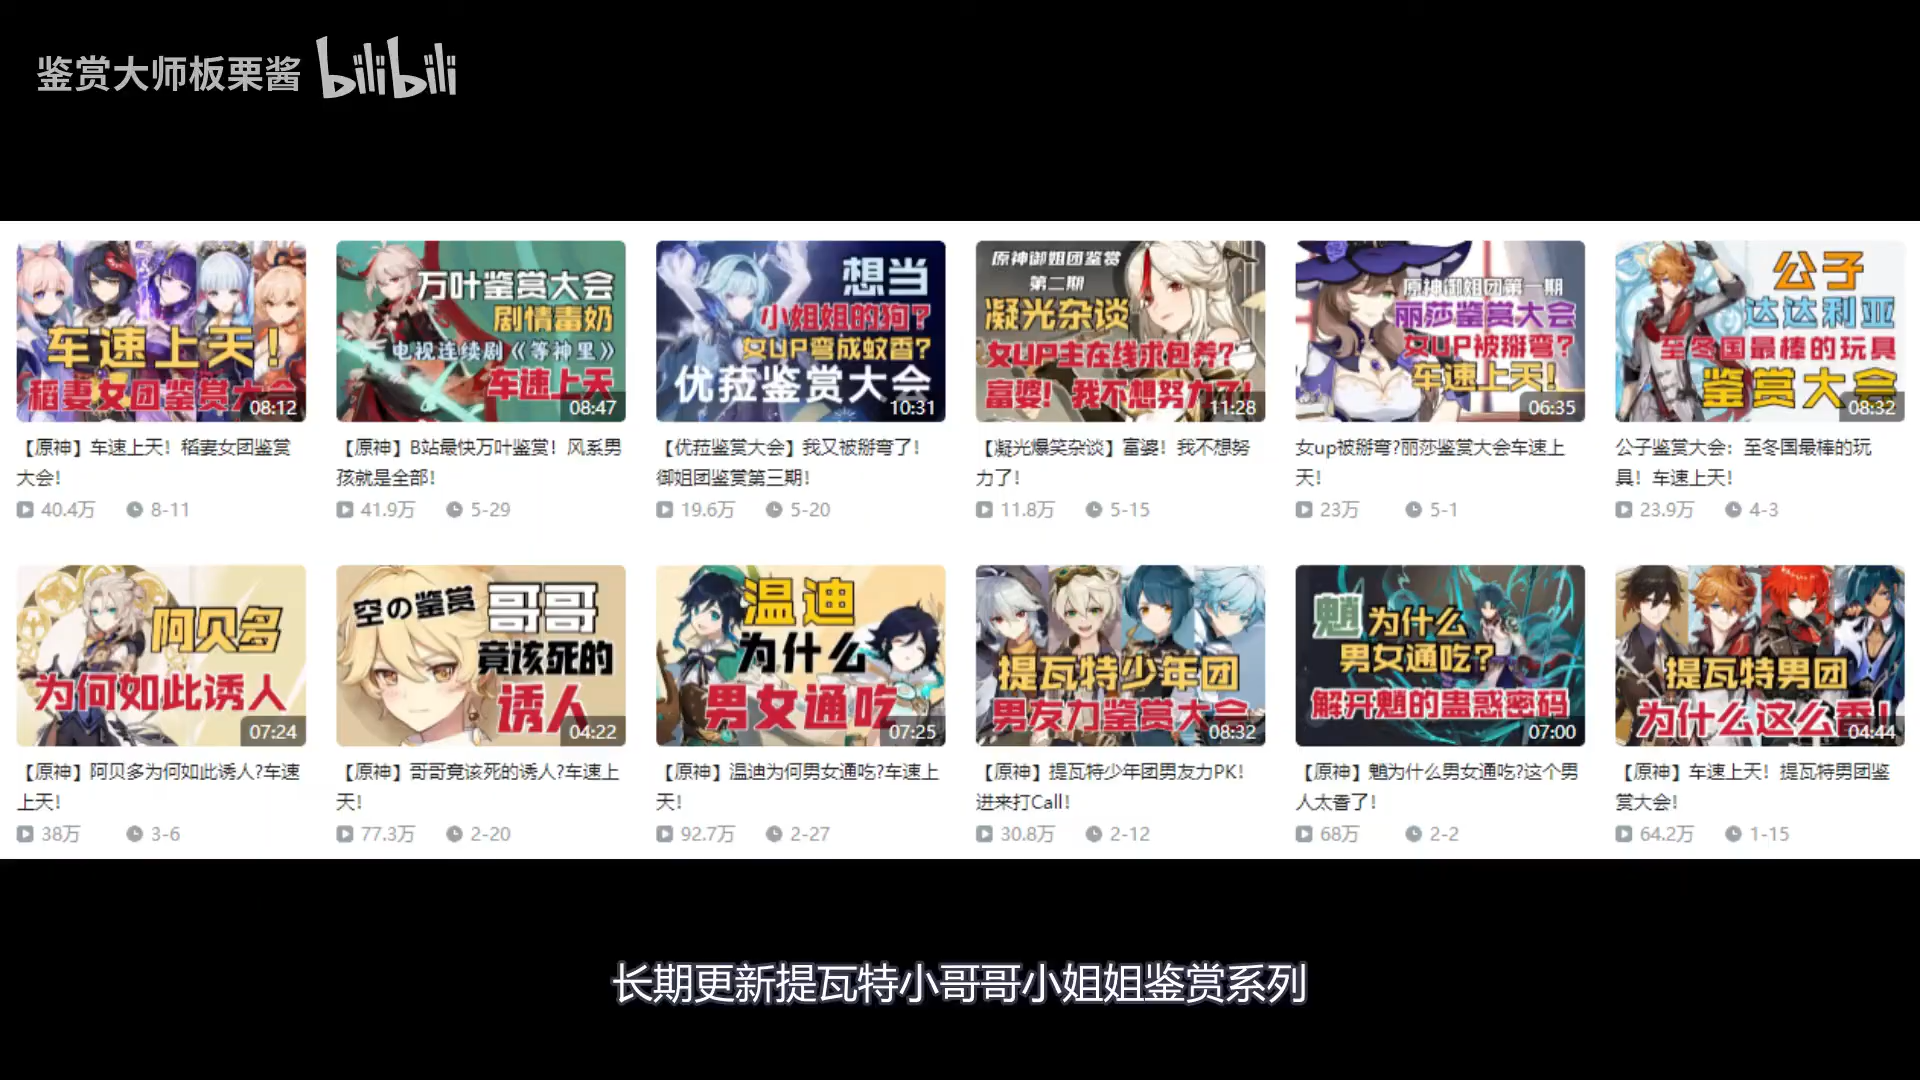 鉴赏大师板栗酱 bilibili
车速上天!
稻妻女团鉴赏大会
08:12
【原神】车速上天！稻妻女团鉴赏
大会！
40.4万 8-11
万叶鉴赏大会
剧情毒奶
电视连续剧《等神里》
车速上天
08:47
【原神】B站最快万叶鉴赏！风系男
孩就是全部！
41.9万 5-29
想当
小姐姐的狗?
女UP弯成蚊香?
优菈鉴赏大会
10:31
【优菈鉴赏大会】我又被掰弯了！
御姐团鉴赏第三期！
19.6万 5-20
原神御姐团鉴赏
第二期
凝光杂谈
女UP主在线求包养?
富婆! 我不想努力了!
11:28
【凝光爆笑杂谈】富婆！我不想努
力了！
11.8万 5-15
原神御姐团第一期
丽莎鉴赏大会
女UP被掰弯?
车速上天!
06:35
女up被掰弯?丽莎鉴赏大会车速上
天！
23万 5-1
公子
达达利亚
至冬国最棒的玩具
鉴赏大会
08:32
公子鉴赏大会：至冬国最棒的玩
具！车速上天！
23.9万 4-3
阿贝多
为何如此诱人
07:24
【原神】阿贝多为何如此诱人?车速
上天！
38万 3-6
空の鉴赏 哥哥
竟该死的
诱人
04:22
【原神】哥哥竟该死的诱人?车速上
天！
77.3万 2-20
温迪
为什么
男女通吃
07:25
【原神】温迪为何男女通吃?车速上
天！
92.7万 2-27
提瓦特少年团
男友力鉴赏大会
08:32
【原神】提瓦特少年团男友力PK！
进来打Call！
30.8万 2-12
魈为什么
男女通吃?
解开魈的蛊惑密码
07:00
【原神】魈为什么男女通吃?这个男
人太香了！
68万 2-2
提瓦特男团
为什么这么香!
04:44
【原神】车速上天！提瓦特男团鉴
赏大会！
64.2万 1-15
长期更新提瓦特小哥哥小姐姐鉴赏系列